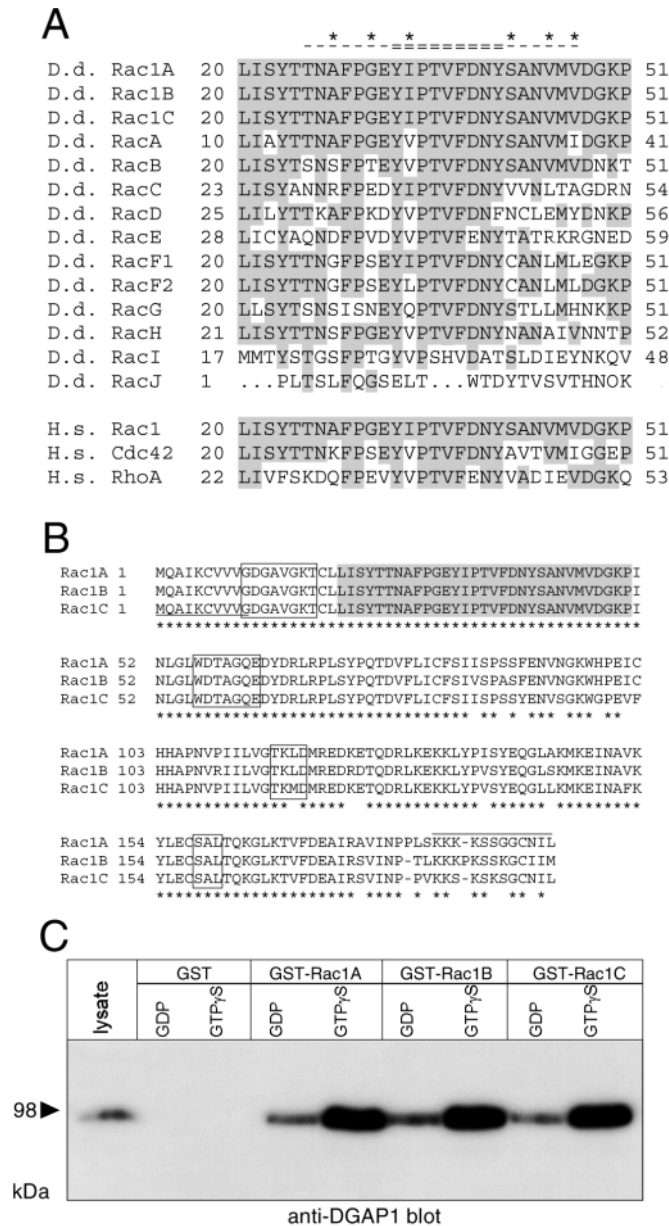 A
* * * * * *
-------=========------
D.d. Rac1A 20 LISYTTNAFPGEYIPTVFDNYSANVMVDGKP 51
D.d. Rac1B 20 LISYTTNAFPGEYIPTVFDNYSANVMVDGKP 51
D.d. Rac1C 20 LISYTTNAFPGEYIPTVFDNYSANVMVDGKP 51
D.d. RacA 10 LIAYTTNAFPGEYVPTVFDNYSANVMIDGKP 41
D.d. RacB 20 LISYTSNSFPTEYVPTVFDNYSANVMVDNKT 51
D.d. RacC 23 LISYANNRFPEDYIPTVFDNYVVNLTAGDRN 54
D.d. RacD 25 LILYTTKAFPKDYVPTVFDNFNCLEMYDNKP 56
D.d. RacE 28 LICYAQNDFPVDYVPTVFENYTATRKRGNED 59
D.d. RacF1 20 LISYTTNGFPSEYIPTVFDNYCANLMLEGKP 51
D.d. RacF2 20 LISYTTNGFPSEYLPTVFDNYCANLMLDGKP 51
D.d. RacG 20 LLSYTSNSISNEYQPTVFDNYSTLLMHNKKP 51
D.d. RacH 21 LISYTTNSFPGEYVPTVFDNYNANAIVNNTP 52
D.d. RacI 17 MMTYSTGSFPTGYVPSHVDATSLDIEYNKQV 48
D.d. RacJ 1 ...PLTSLFQGSELT...WTDYTVSVTHNOK
H.s. Rac1 20 LISYTTNAFPGEYIPTVFDNYSANVMVDGKP 51
H.s. Cdc42 20 LISYTTNKFPSEYVPTVFDNYAVTVMIGGEP 51
H.s. RhoA 22 LIVFSKDQFPEVYVPTVFENYVADIEVDGKQ 53
B
Rac1A 1 MQAIKCVVVGDGAVGKTCLLISYTTNAFPGEYIPTVFDNYSANVMVDGKPI
Rac1B 1 MQAIKCVVVGDGAVGKTCLLISYTTNAFPGEYIPTVFDNYSANVMVDGKPI
Rac1C 1 MQAIKCVVVGDGAVGKTCLLISYTTNAFPGEYIPTVFDNYSANVMVDGKPI
***************************************************
Rac1A 52 NLGLWDTAGQEDYDRLRPLSYPQTDVFLICFSIISPSSFENVNGKWHPEIC
Rac1B 52 NLGLWDTAGQEDYDRLRPLSYPQTDVFLICFSIISPSSFENVNGKWHPEIC
Rac1C 52 NLGLWDTAGQEDYDRLRPLSYPQTDVFLICFSIVSPASYENVSGKWGPEVF
********************************* ** * *** *** **
Rac1A 103 HHAPNVPIILVGTKLDMREDKETQDRLKEKKLYPISYEQGLAKMKEINAVK
Rac1B 103 HHAPNVRIILVGTKLDMREDRDTQDRLKEKKLYPVSYEQGLAKMKEINAVK
Rac1C 103 HHAPNVPIILVGTKMDMREDKETQDRLKEKKLYPVSYEQGLLKMKEINAFK
Rac1A 154 YLECSALTQKGLKTVFDEAIRAVINPPLSKKK-KSSGGCNIL
Rac1B 154 YLECSALTQKGLKTVFDEAIRSVINP-TLKKKPKSSKGCIIM
Rac1C 154 YLECSALTQKGLKTVFDEAIRSVINP-PVKKS-KSKSGCNIL
C
lysate GST GST-Rac1A GST-Rac1B GST-Rac1C
GDP GTPγS GDP GTPγS GDP GTPγS GDP GTPγS
98
kDa
anti-DGAP1 blot